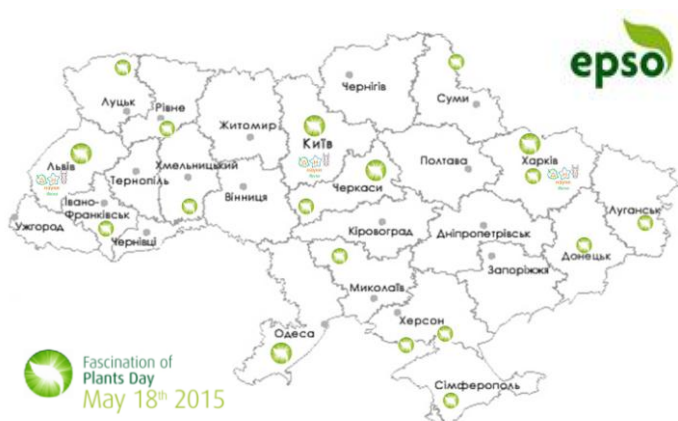 epso
Чернігів
Луцьк
Рівне
Суми
Житомир
Київ
Львів
Хмельницький
Полтава
Харків
Тернопіль
Черкаси
Вінниця
Івано-
Франківськ
Луганськ
Ужгород
Чернівці
Кіровоград
Дніпропетрівськ
Донецьк
Запоріжжя
Миколаїв
Херсон
Одеса
Сімферополь
Fascination of
Plants Day
May 18th 2015